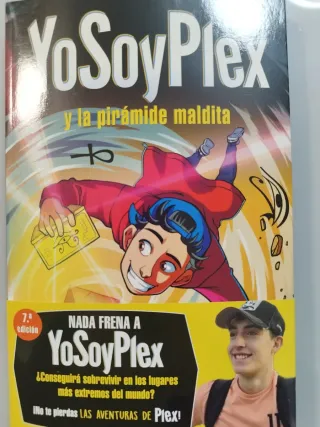 YoSoyPlex
y la pirámide maldita
7.ª
edición
NADA FRENA A
YoSoyPlex
¿Conseguirá sobrevivir en los lugares
más extremos del mundo?
¡No te pierdas LAS AVENTURAS DE Plex!